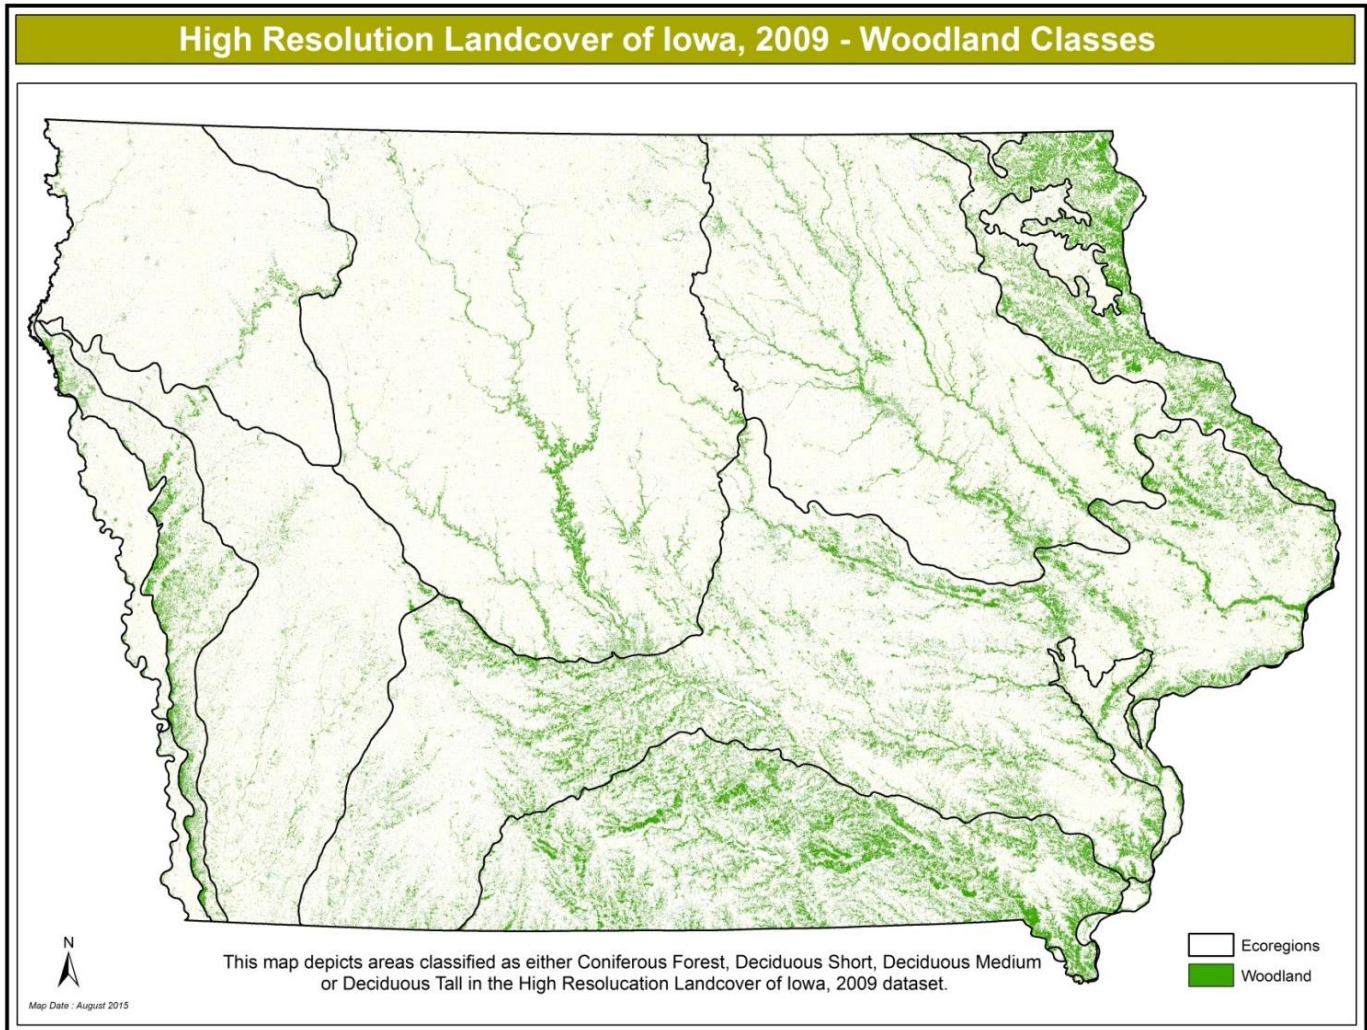 High Resolution Landcover of Iowa, 2009 - Woodland Classes
N
Map Date : August 2015
This map depicts areas classified as either Coniferous Forest, Deciduous Short, Deciduous Medium
or Deciduous Tall in the High Resolucation Landcover of Iowa, 2009 dataset.
Ecoregions
Woodland